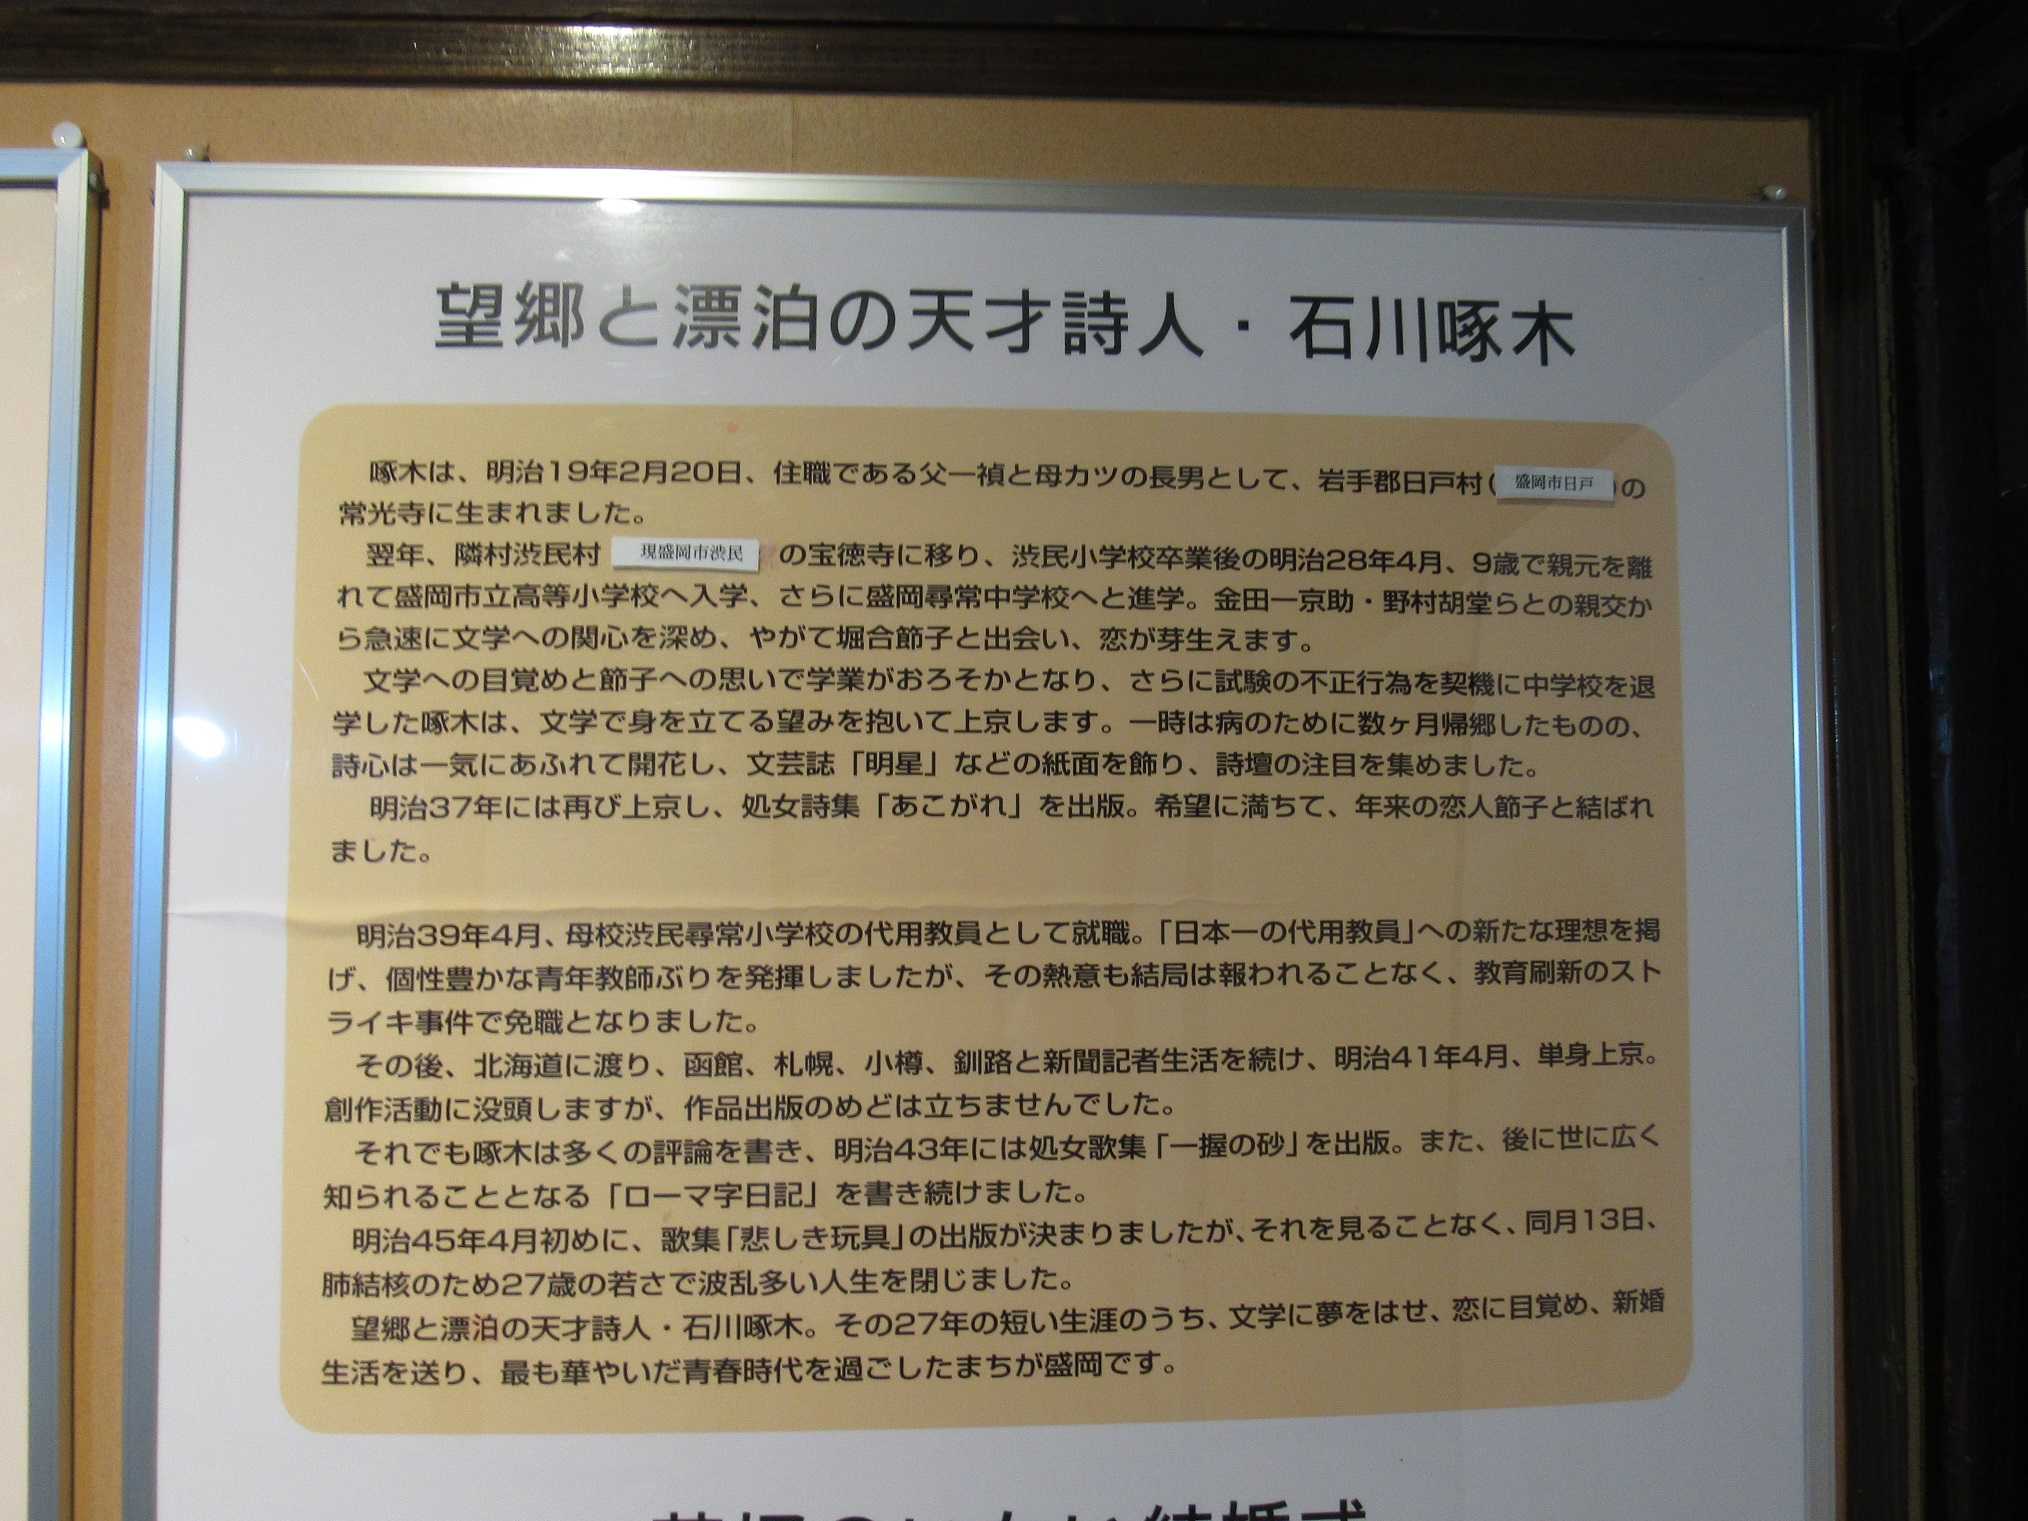 望郷と漂泊の天才詩人・石川啄木
啄木は、明治19年2月20日、住職である父一禎と母カツの長男として、岩手郡日戸村(盛岡市日戸)の
常光寺に生まれました。
翌年、隣村渋民村 現盛岡市渋民 の宝徳寺に移り、渋民小学校卒業後の明治28年4月、9歳で親元を離
れて盛岡市立高等小学校へ入学、さらに盛岡尋常中学校へと進学。金田一京助・野村胡堂らとの親交か
ら急速に文学への関心を深め、やがて堀合節子と出会い、恋が芽生えます。
文学への目覚めと節子への思いで学業がおろそかとなり、さらに試験の不正行為を契機に中学校を退
学した啄木は、文学で身を立てる望みを抱いて上京します。一時は病のために数ヶ月帰郷したものの、
詩心は一気にあふれて開花し、文芸誌「明星」などの紙面を飾り、詩壇の注目を集めました。
明治37年には再び上京し、処女詩集「あこがれ」を出版。希望に満ちて、年来の恋人節子と結ばれ
ました。
明治39年4月、母校渋民尋常小学校の代用教員として就職。「日本一の代用教員」への新たな理想を掲
げ、個性豊かな青年教師ぶりを発揮しましたが、その熱意も結局は報われることなく、教育刷新のスト
ライキ事件で免職となりました。
その後、北海道に渡り、函館、札幌、小樽、釧路と新聞記者生活を続け、明治41年4月、単身上京。
創作活動に没頭しますが、作品出版のめどは立ちませんでした。
それでも啄木は多くの評論を書き、明治43年には処女歌集「一握の砂」を出版。また、後に世に広く
知られることとなる「ローマ字日記」を書き続けました。
明治45年4月初めに、歌集「悲しき玩具」の出版が決まりましたが、それを見ることなく、同月13日、
肺結核のため27歳の若さで波乱多い人生を閉じました。
望郷と漂泊の天才詩人・石川啄木。その27年の短い生涯のうち、文学に夢をはせ、恋に目覚め、新婚
生活を送り、最も華やいだ青春時代を過ごしたまちが盛岡です。